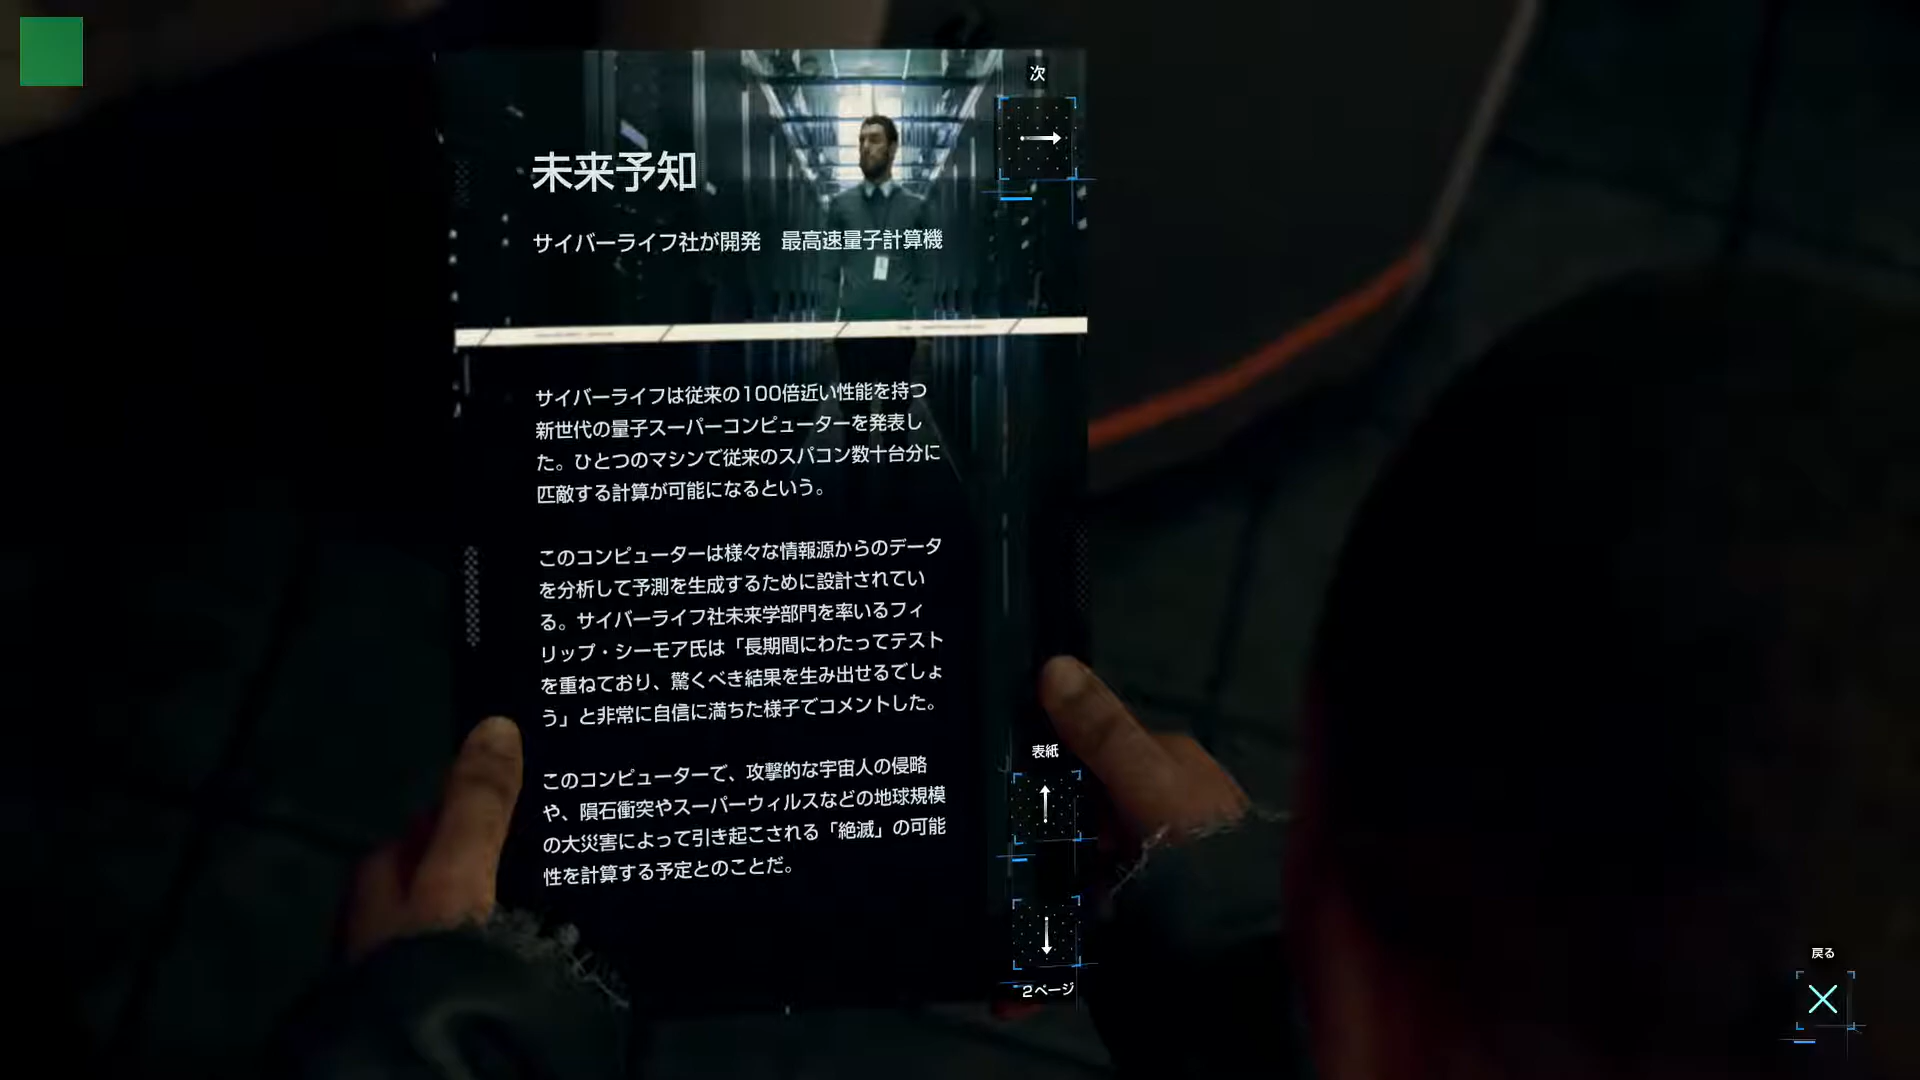 次
未来予知
サイバーライフ社が開発　最高速量子計算機
サイバーライフは従来の100倍近い性能を持つ
新世代の量子スーパーコンピューターを発表し
た。ひとつのマシンで従来のスパコン数十台分に
匹敵する計算が可能になるという。
このコンピューターは様々な情報源からのデータ
を分析して予測を生成するために設計されてい
る。サイバーライフ社未来学部門を率いるフィ
リップ・シーモア氏は「長期間にわたってテスト
を重ねており、驚くべき結果を生み出せるでしょ
う」と非常に自信に満ちた様子でコメントした。
このコンピューターで、攻撃的な宇宙人の侵略
や、隕石衝突やスーパーウィルスなどの地球規模
の大災害によって引き起こされる「絶滅」の可能
性を計算する予定とのことだ。
表紙
2ページ
戻る